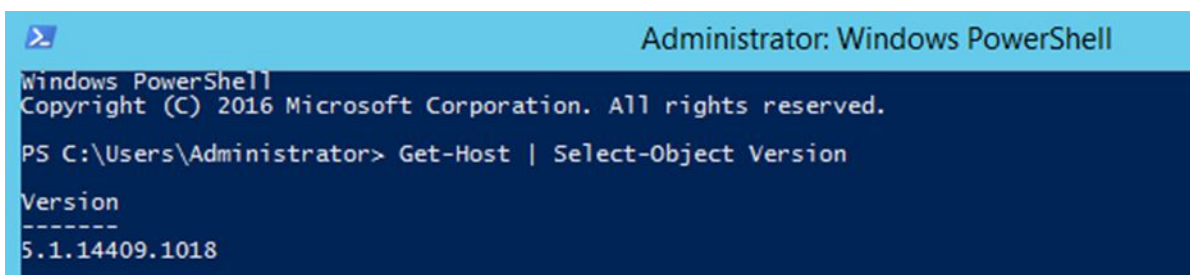 Administrator: Windows PowerShell
Windows PowerShell
Copyright (C) 2016 Microsoft Corporation. All rights reserved.
PS C:\Users\Administrator> Get-Host | Select-Object Version
Version
-------
5.1.14409.1018